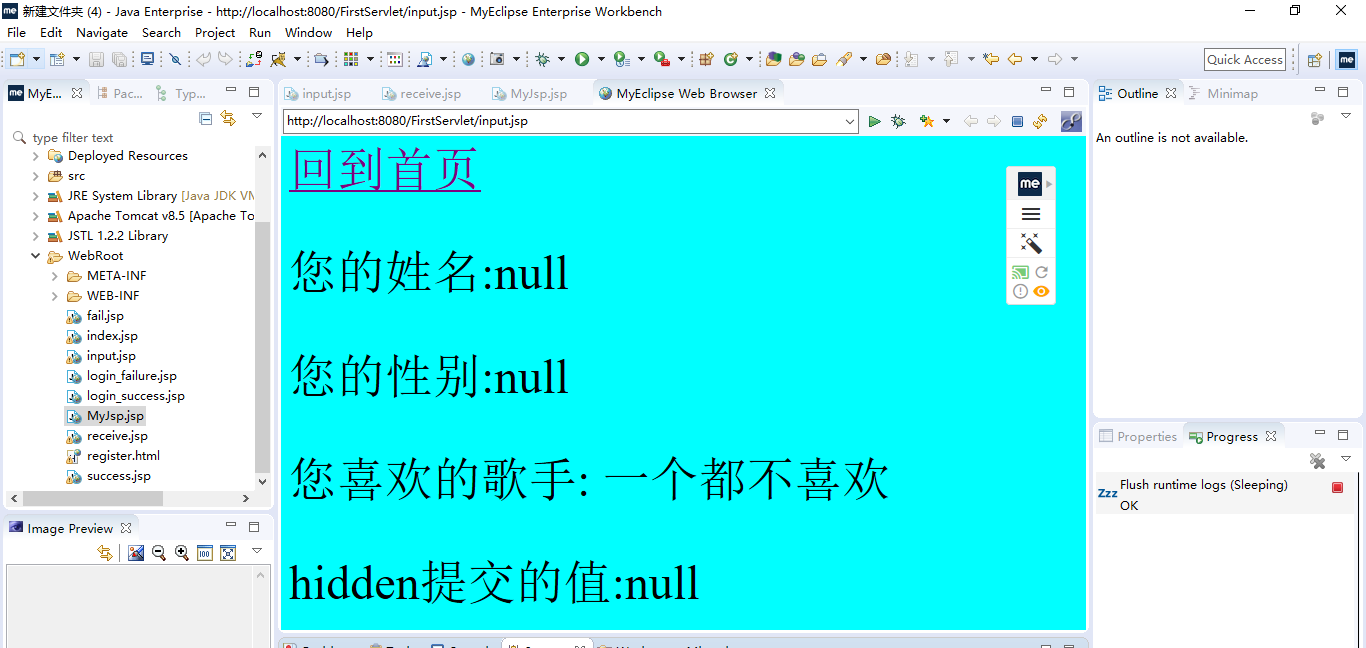 me 新建文件夹 (4) - Java Enterprise - http://localhost:8080/FirstServlet/input.jsp - MyEclipse Enterprise Workbench
File Edit Navigate Search Project Run Window Help
Quick Access
me
me MyE... Pac... Typ...
type filter text
Deployed Resources
src
JRE System Library [Java JDK VM
Apache Tomcat v8.5 [Apache To
JSTL 1.2.2 Library
WebRoot
META-INF
WEB-INF
fail.jsp
index.jsp
input.jsp
login_failure.jsp
login_success.jsp
MyJsp.jsp
receive.jsp
register.html
success.jsp
Image Preview
100
input.jsp receive.jsp MyJsp.jsp MyEclipse Web Browser
http://localhost:8080/FirstServlet/input.jsp
回到首页
me
您的姓名:null
您的性别:null
您喜欢的歌手: 一个都不喜欢
hidden提交的值:null
Outline Minimap
An outline is not available.
Properties Progress
Zzz Flush runtime logs (Sleeping)
OK